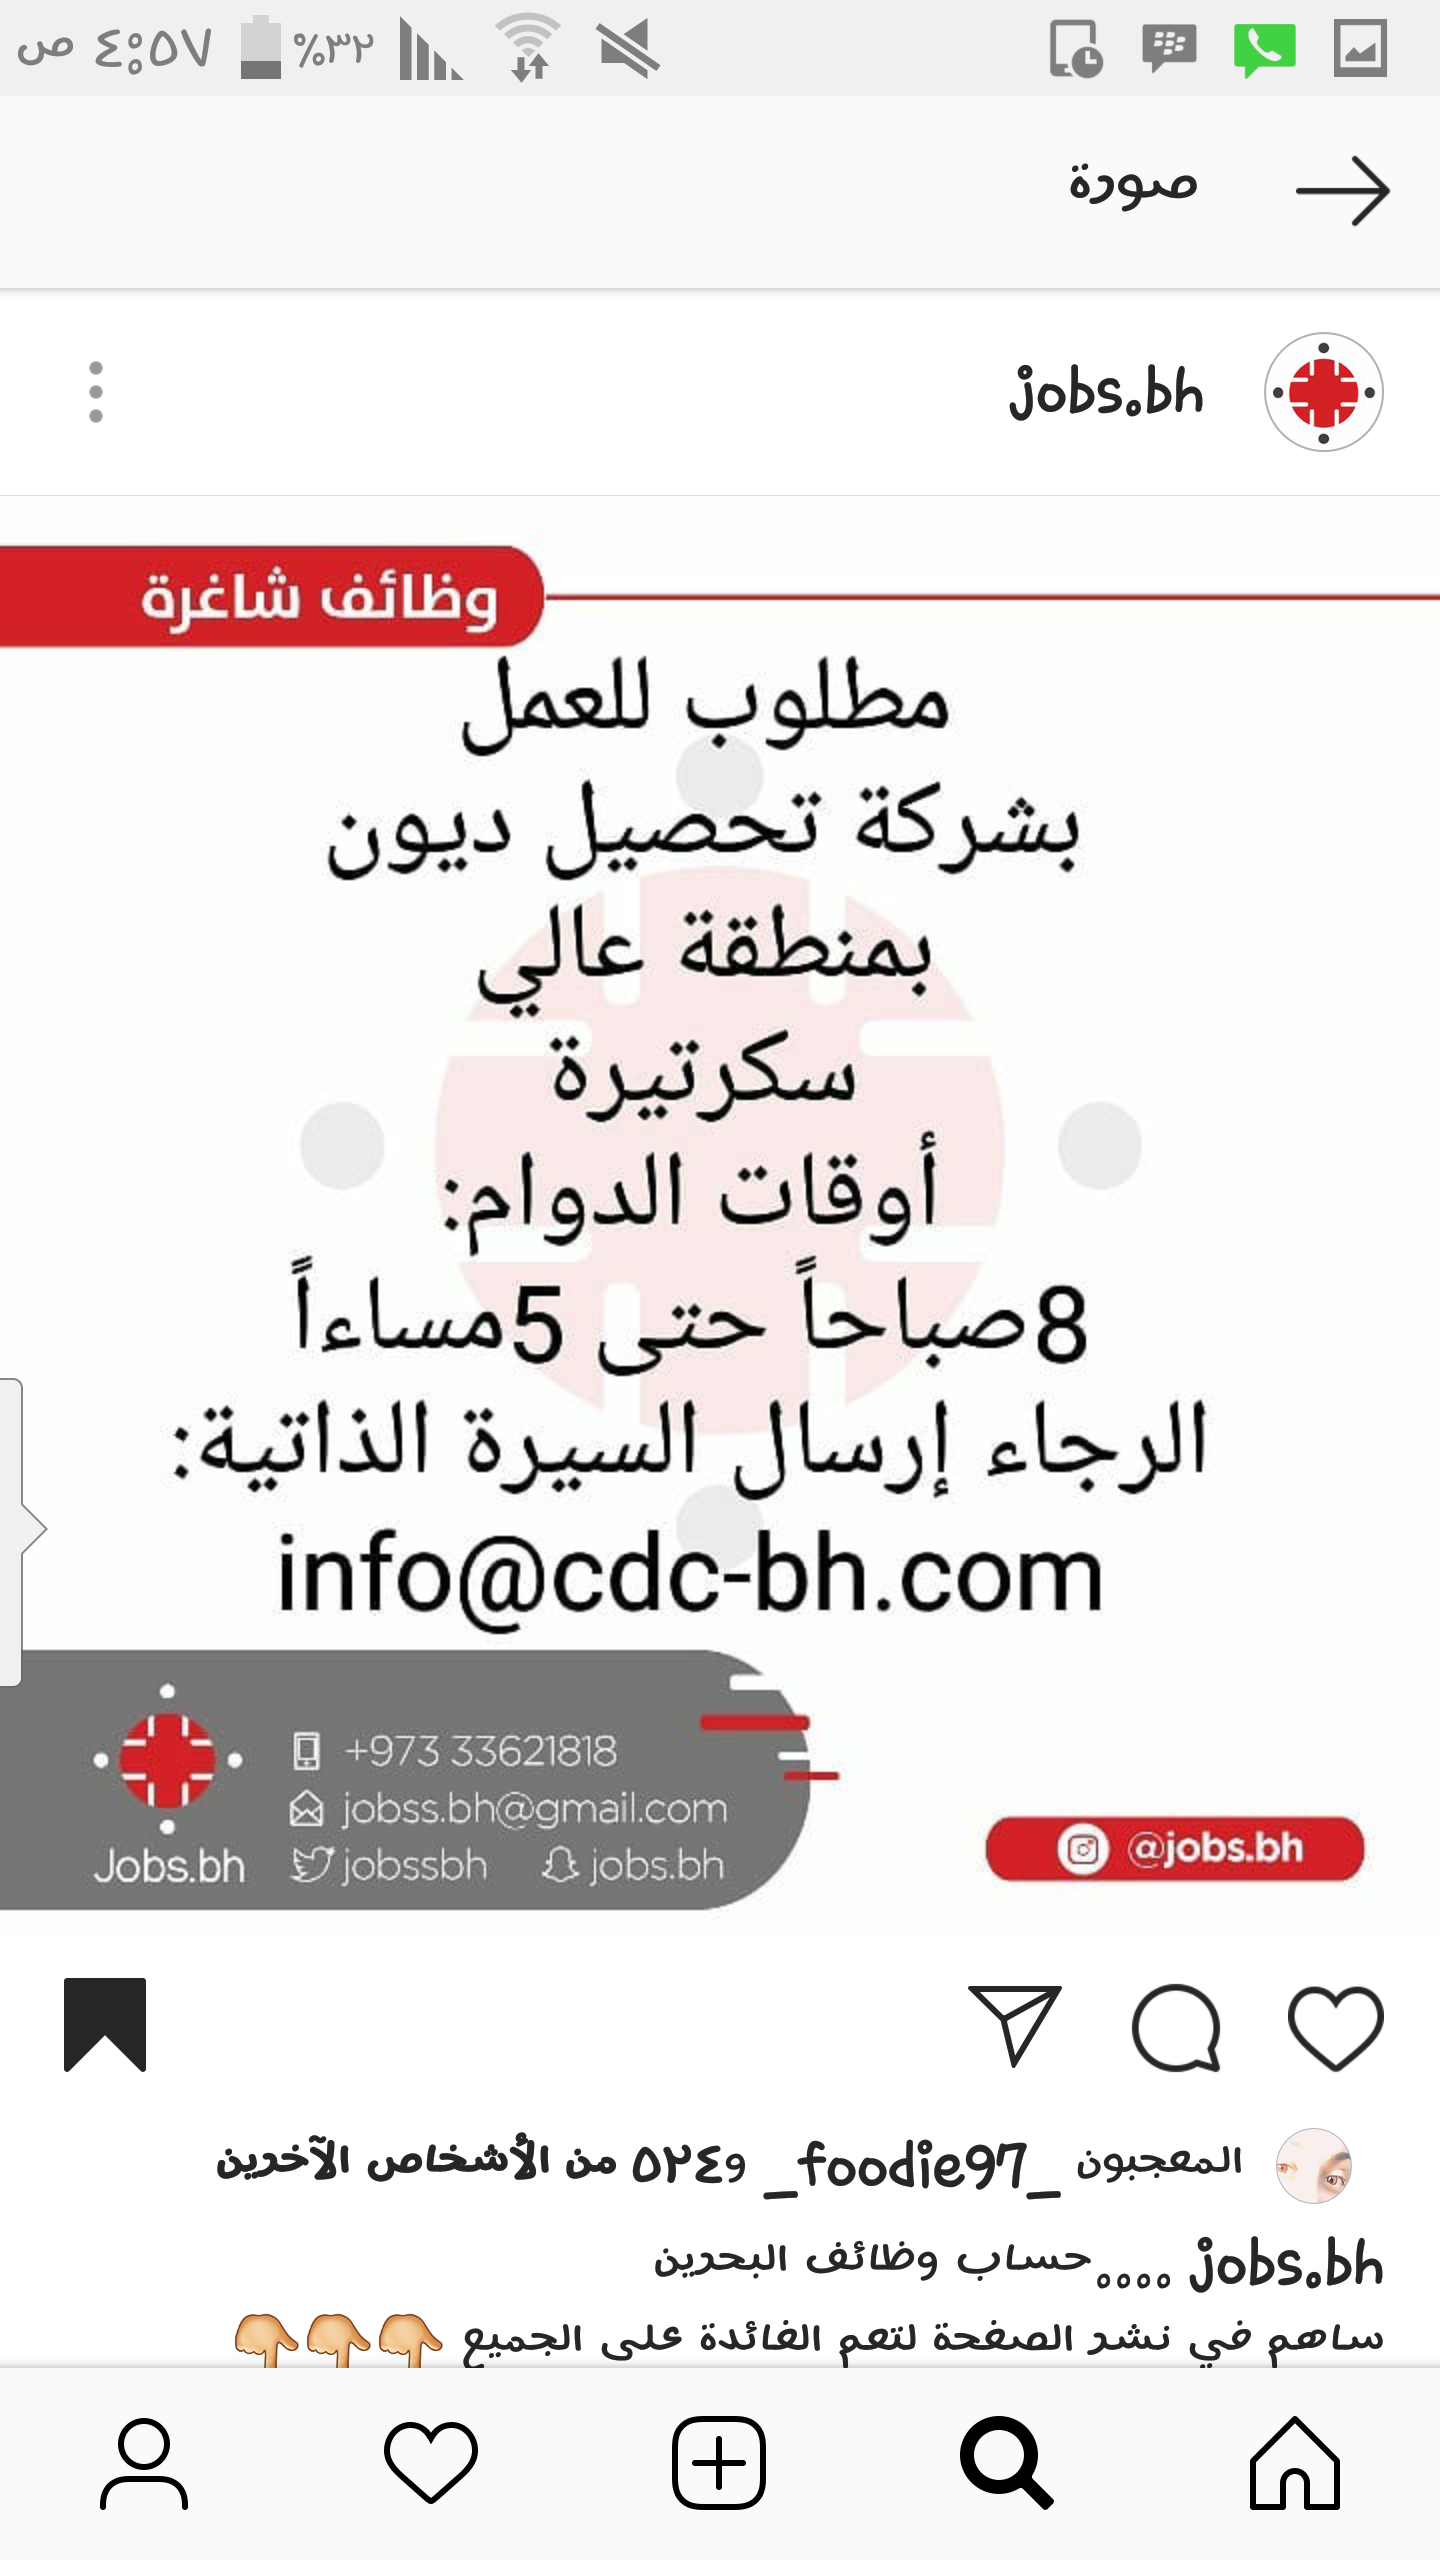 ٤:٥٧ ص
%٣٢
صورة
jobs.bh
وظائف شاغرة
مطلوب للعمل
بشركة تحصيل ديون
بمنطقة عالي
سكرتيرة
أوقات الدوام:
8صباحاً حتى 5مساءاً
الرجاء إرسال السيرة الذاتية:
info@cdc-bh.com
+973 33621818
jobss.bh@gmail.com
Jobs.bh
jobssbh jobs.bh
@jobs.bh
المعجبون _foodie97_ و٥٢٤ من الأشخاص الآخرين
jobs.bh ....حساب وظائف البحرين
ساهم في نشر الصفحة لتعم الفائدة على الجميع 👇🏼👇🏼👇🏼